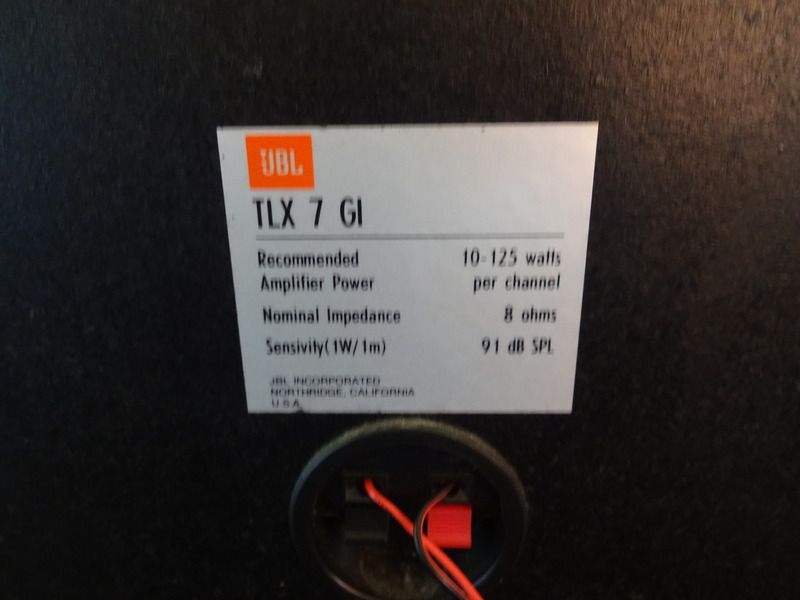 JBL
TLX 7 GI
Recommended 10-125 watts
Amplifier Power per channel
Nominal Impedance 8 ohms
Sensivity(1W/1m) 91 dB SPL
JBL INCORPORATED
NORTHRIDGE, CALIFORNIA
U.S.A.